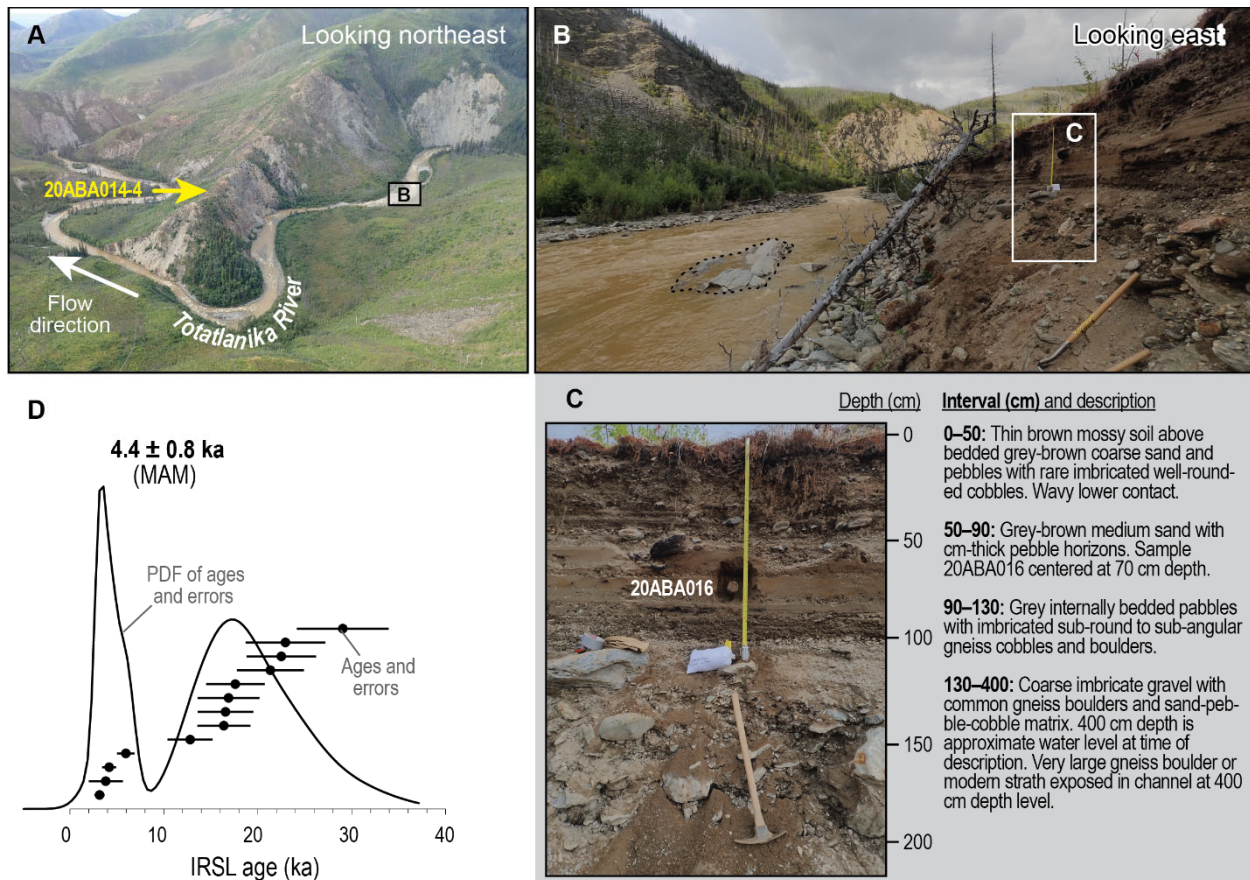 A
Looking northeast
20ABA014-4
B
Flow
direction
Totatlanika River
B
Looking east
C
D
4.4 ± 0.8 ka
(MAM)
PDF of ages
and errors
Ages and
errors
0
10
20
30
40
IRSL age (ka)
C
20ABA016
Depth (cm)
0
50
100
150
200
Interval (cm) and description
0–50: Thin brown mossy soil above
bedded grey-brown coarse sand and
pebbles with rare imbricated well-round-
ed cobbles. Wavy lower contact.
50–90: Grey-brown medium sand with
cm-thick pebble horizons. Sample
20ABA016 centered at 70 cm depth.
90–130: Grey internally bedded pabbles
with imbricated sub-round to sub-angular
gneiss cobbles and boulders.
130–400: Coarse imbricate gravel with
common gneiss boulders and sand-peb-
ble-cobble matrix. 400 cm depth is
approximate water level at time of
description. Very large gneiss boulder or
modern strath exposed in channel at 400
cm depth level.